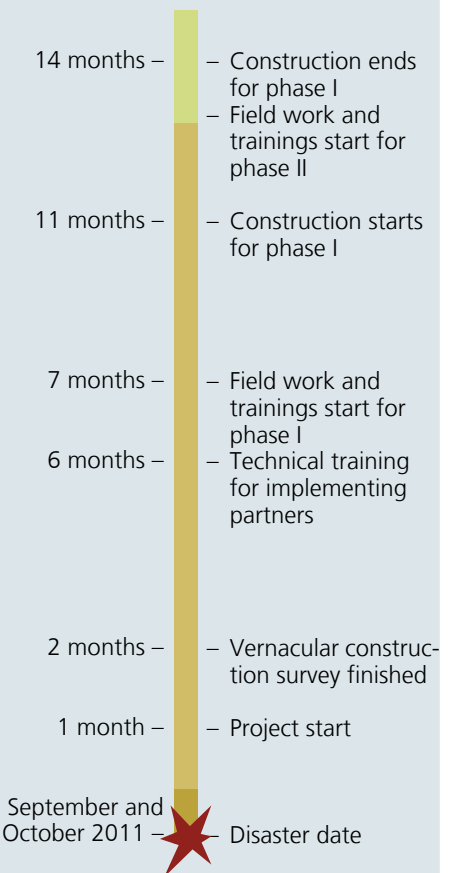 14 months – – Construction ends
for phase I
– Field work and
trainings start for
phase II
11 months – – Construction starts
for phase I
7 months – – Field work and
trainings start for
phase I
6 months – – Technical training
for implementing
partners
2 months – – Vernacular construc-
tion survey finished
1 month – – Project start
September and
October 2011 – – Disaster date